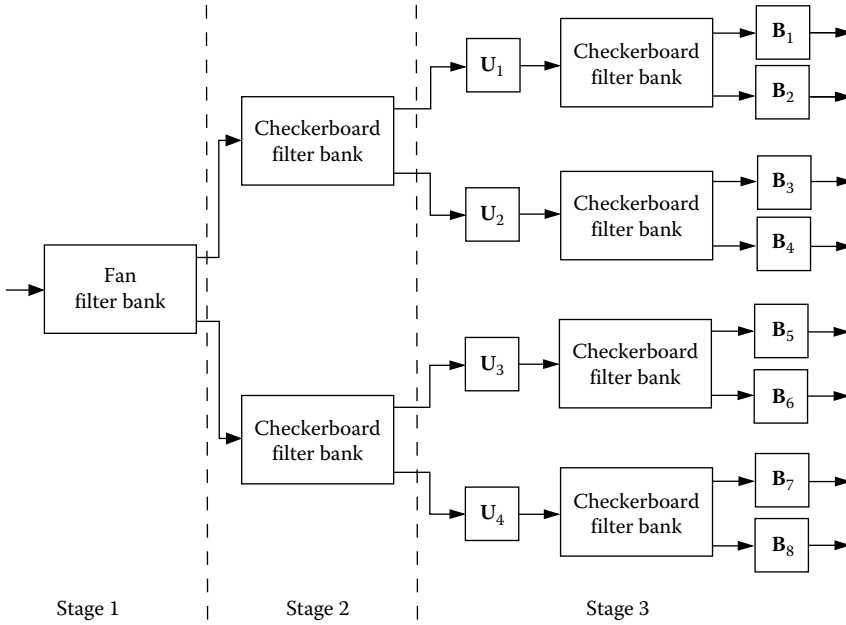 U₁
Checkerboard
filter bank
B₁
B₂
Checkerboard
filter bank
U₂
Checkerboard
filter bank
B₃
B₄
Fan
filter bank
U₃
Checkerboard
filter bank
B₅
B₆
Checkerboard
filter bank
U₄
Checkerboard
filter bank
B₇
B₈
Stage 1
Stage 2
Stage 3